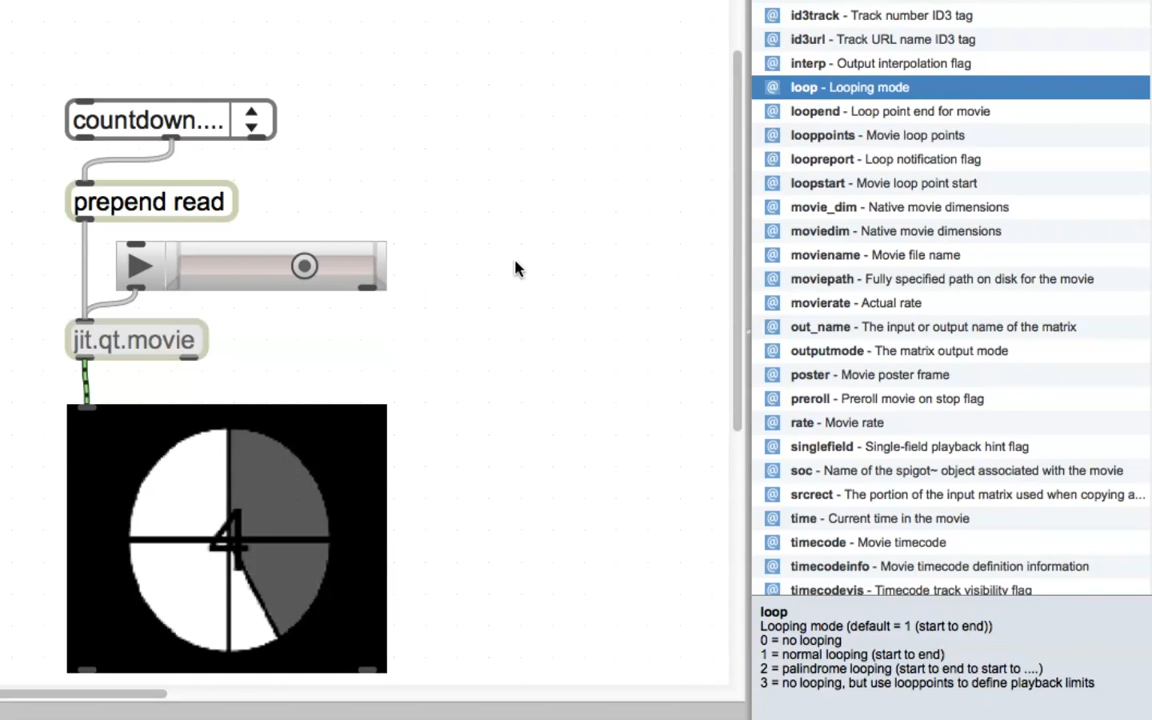 countdown....
prepend read
jit.qt.movie
4
id3track - Track number ID3 tag
id3url - Track URL name ID3 tag
interp - Output interpolation flag
loop - Looping mode
loopend - Loop point end for movie
looppoints - Movie loop points
loopreport - Loop notification flag
loopstart - Movie loop point start
movie_dim - Native movie dimensions
moviedim - Native movie dimensions
moviename - Movie file name
moviepath - Fully specified path on disk for the movie
movierate - Actual rate
out_name - The input or output name of the matrix
outputmode - The matrix output mode
poster - Movie poster frame
preroll - Preroll movie on stop flag
rate - Movie rate
singlefield - Single-field playback hint flag
soc - Name of the spigot~ object associated with the movie
srcrect - The portion of the input matrix used when copying a...
time - Current time in the movie
timecode - Movie timecode
timecodeinfo - Movie timecode definition information
timecodevis - Timecode track visibility flag
loop
Looping mode (default = 1 (start to end))
0 = no looping
1 = normal looping (start to end)
2 = palindrome looping (start to end to start to ....)
3 = no looping, but use looppoints to define playback limits